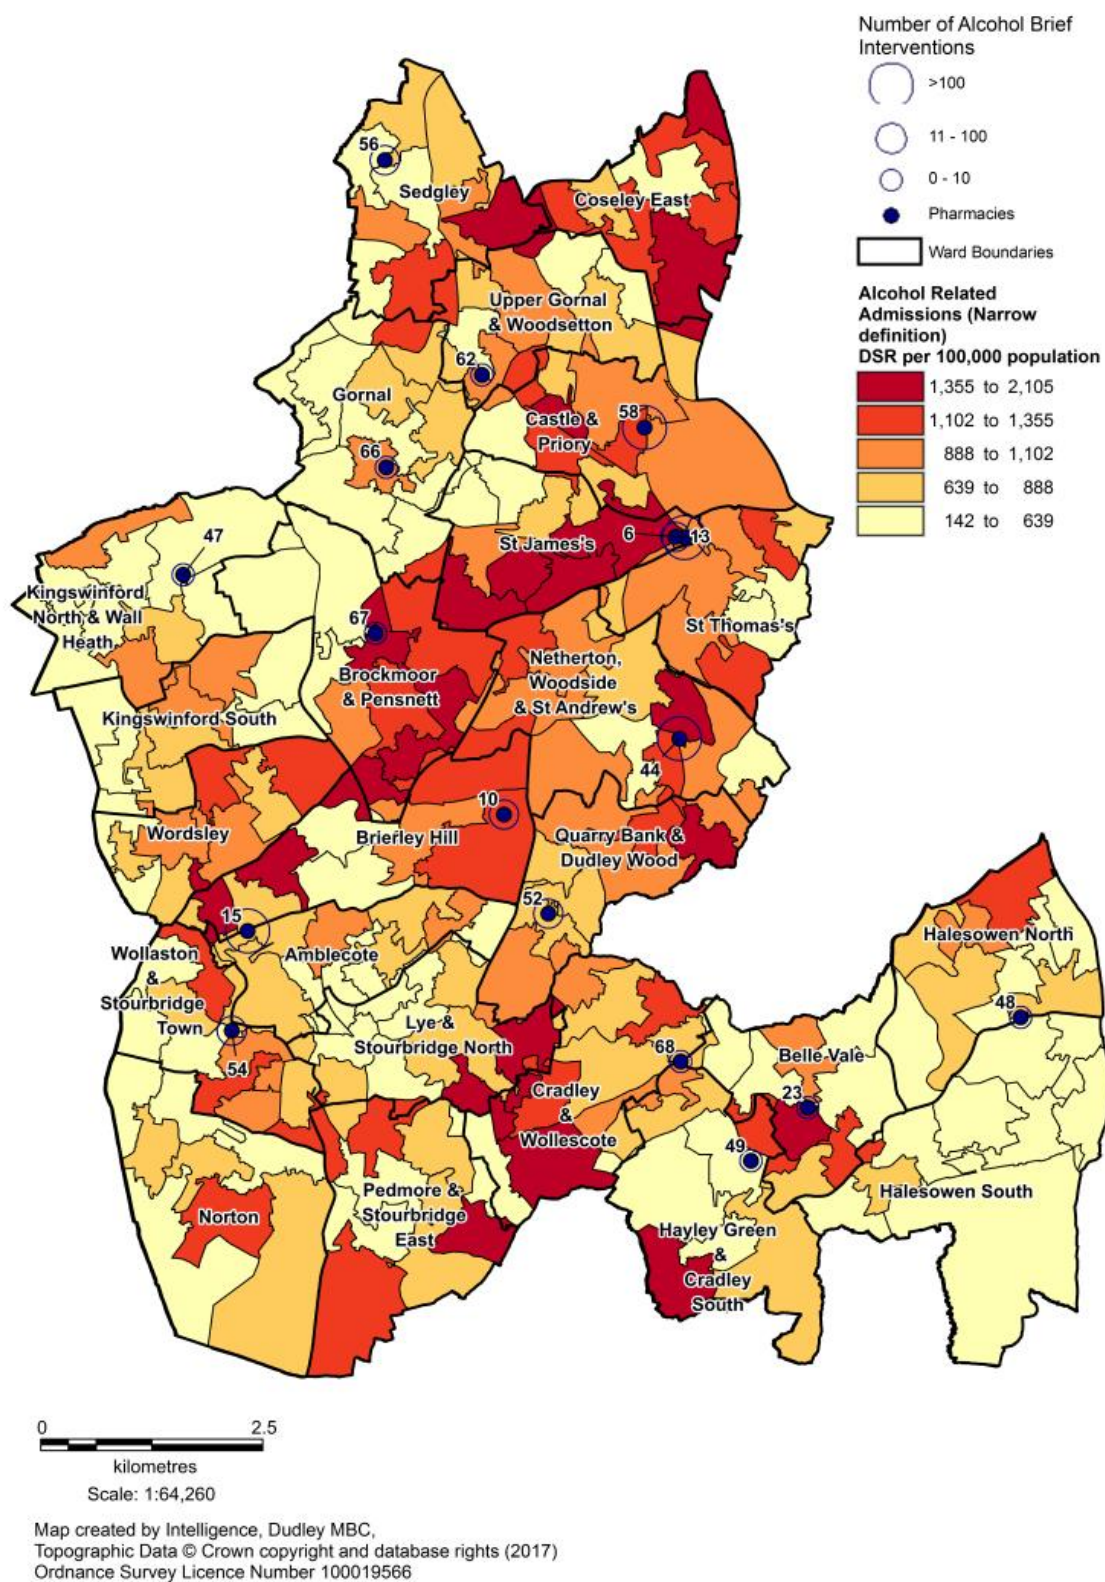 Number of Alcohol Brief
Interventions
>100
11 - 100
0 - 10
Pharmacies
Ward Boundaries
Alcohol Related
Admissions (Narrow
definition)
DSR per 100,000 population
1,355 to 2,105
1,102 to 1,355
888 to 1,102
639 to 888
142 to 639
56
Sedgley
Coseley East
Upper Gornal
& Woodsetton
62
Gornal
Castle &
Priory
58
66
6
13
St James's
47
Kingswinford
North & Wall
Heath
67
St Thomas's
Netherton,
Woodside
& St Andrew's
Brockmoor
& Pensnett
Kingswinford South
44
10
Wordsley
Brierley Hill
Quarry Bank &
Dudley Wood
52
15
Amblecote
Wollaston
&
Stourbridge
Town
Halesowen North
48
Lye &
Stourbridge North
54
68
Belle Vale
Cradley
&
Wollescote
23
49
Pedmore &
Stourbridge
East
Halesowen South
Norton
Hayley Green
&
Cradley
South
0 2.5
kilometres
Scale: 1:64,260
Map created by Intelligence, Dudley MBC,
Topographic Data © Crown copyright and database rights (2017)
Ordnance Survey Licence Number 100019566